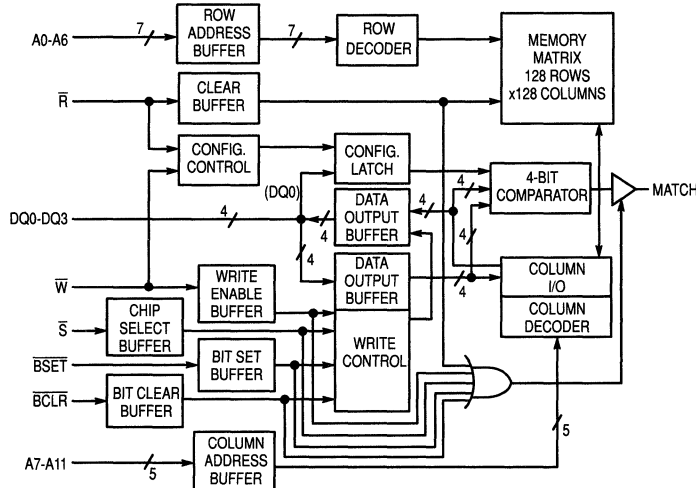 A0-A6
7
ROW
ADDRESS
BUFFER
7
ROW
DECODER
MEMORY
MATRIX
128 ROWS
x128 COLUMNS
R̅
CLEAR
BUFFER
CONFIG.
CONTROL
CONFIG.
LATCH
(DQ0)
4
4-BIT
COMPARATOR
MATCH
DQ0-DQ3
4
4
DATA
OUTPUT
BUFFER
4
4
4
W̅
WRITE
ENABLE
BUFFER
DATA
OUTPUT
BUFFER
4
COLUMN
I/O
COLUMN
DECODER
S̅
CHIP
SELECT
BUFFER
WRITE
CONTROL
B̅S̅E̅T̅
BIT SET
BUFFER
B̅C̅L̅R̅
BIT CLEAR
BUFFER
5
A7-A11
5
COLUMN
ADDRESS
BUFFER